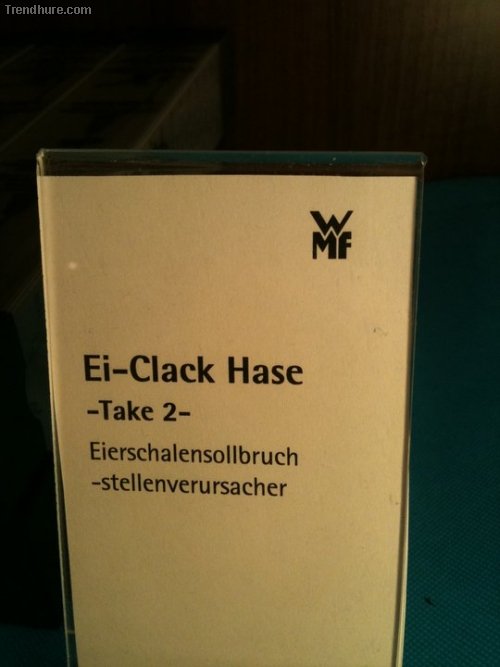 Trendhure.com
WMF
Ei-Clack Hase
-Take 2-
Eierschalensollbruch
-stellenverursacher